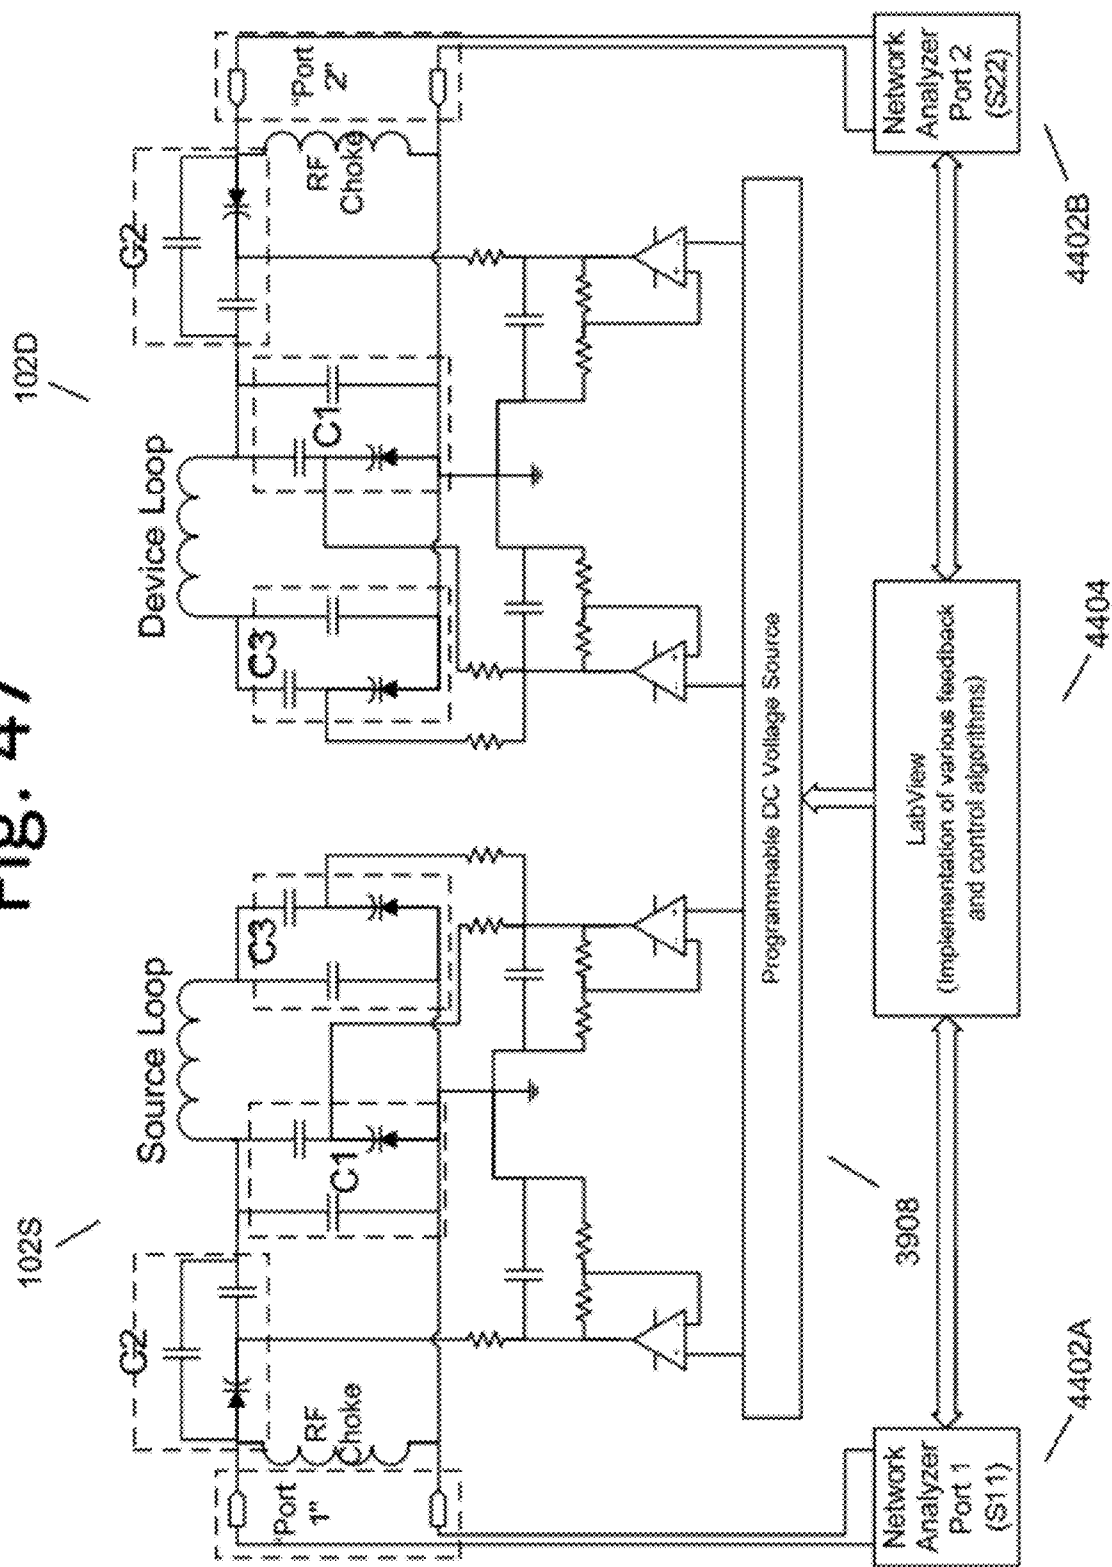 Fig. 47
102S
102D
Source Loop
Device Loop
C2
C1
C3
C3
C1
C2
RF
Choke
RF
Choke
"Port
1"
"Port
2"
Programmable DC Voltage Source
3908
Network
Analyzer
Port 1
(S11)
LabView
(Implementation of various feedback
and control algorithms)
Network
Analyzer
Port 2
(S22)
4402A
4404
4402B